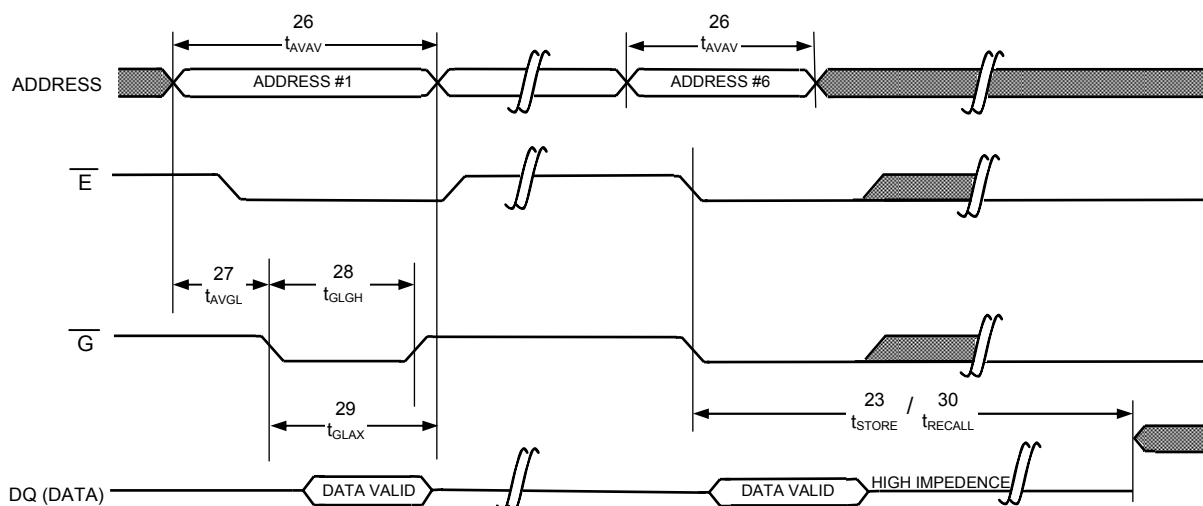 26
tAVAV
26
tAVAV
ADDRESS
ADDRESS #1
ADDRESS #6
E
27
tAVGL
28
tGLGH
G
29
tGLAX
23 / 30
tSTORE tRECALL
DQ (DATA)
DATA VALID
DATA VALID
HIGH IMPEDENCE